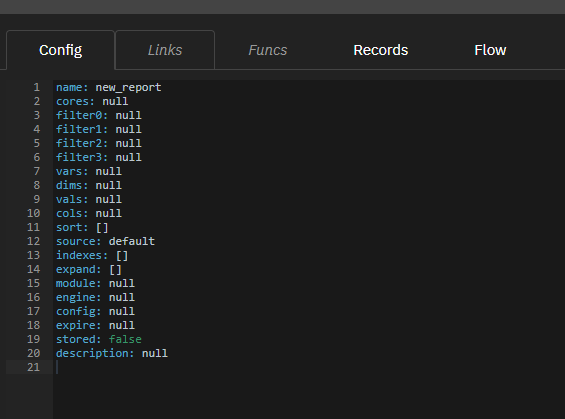 Config Links Funcs Records Flow
1 name: new_report
2 cores: null
3 filter0: null
4 filter1: null
5 filter2: null
6 filter3: null
7 vars: null
8 dims: null
9 vals: null
10 cols: null
11 sort: []
12 source: default
13 indexes: []
14 expand: []
15 module: null
16 engine: null
17 config: null
18 expire: null
19 stored: false
20 description: null
21